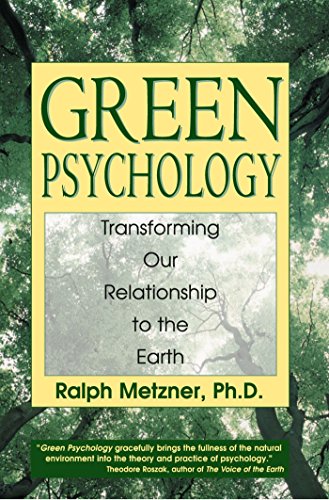 GREEN
PSYCHOLOGY
Transforming
Our
Relationship
to the
Earth
Ralph Metzner, Ph.D.
"Green Psychology gracefully brings the fullness of the natural
environment into the theory and practice of psychology."
Theodore Roszak, author of The Voice of the Earth